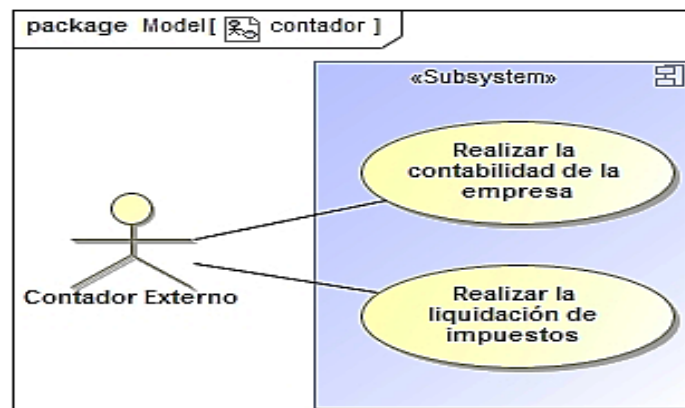 package Model[ contador ]
«Subsystem»
Realizar la
contabilidad de la
empresa
Contador Externo
Realizar la
liquidación de
impuestos